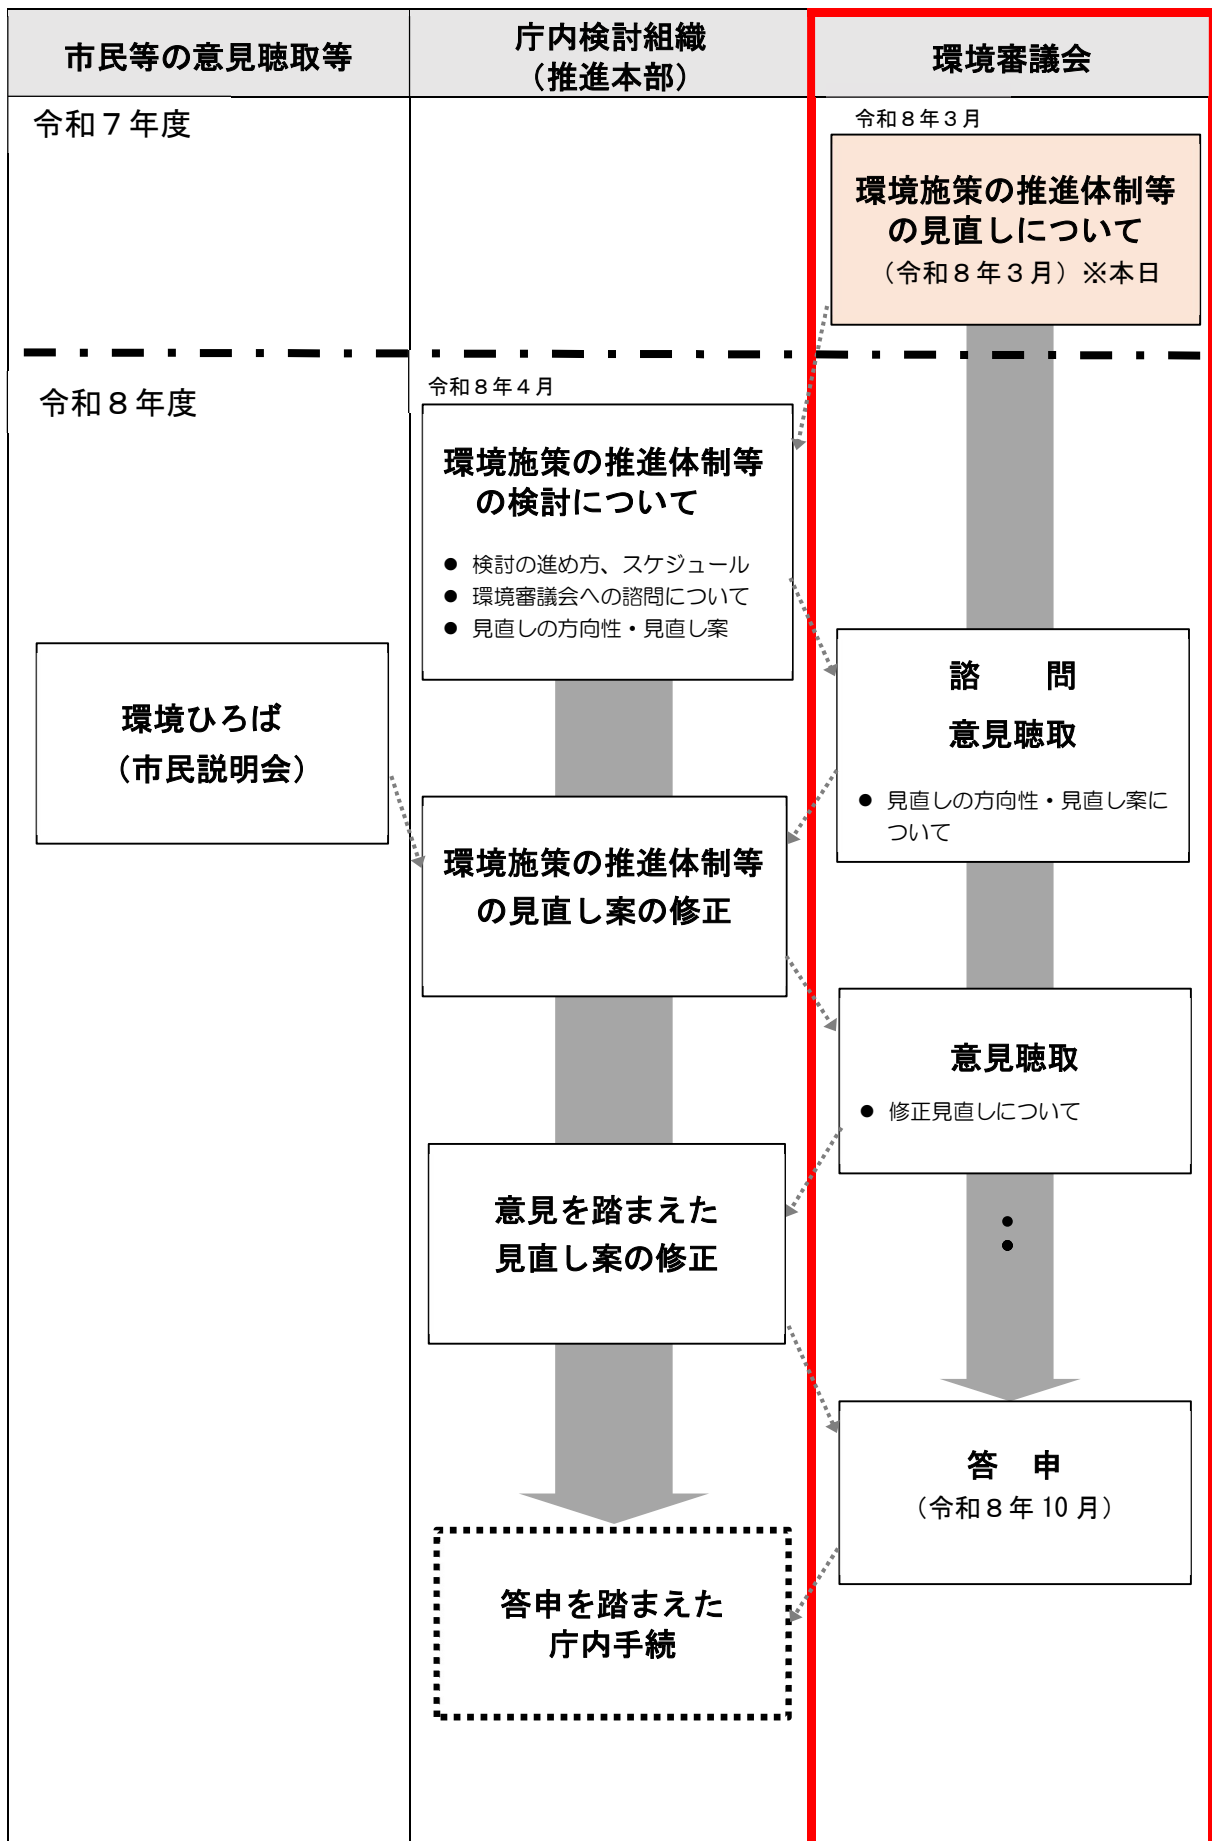 市民等の意見聴取等
庁内検討組織
（推進本部）
環境審議会
令和７年度
令和８年３月
環境施策の推進体制等
の見直しについて
（令和８年３月）※本日
令和８年度
令和８年４月
環境施策の推進体制等
の検討について
● 検討の進め方、スケジュール
● 環境審議会への諮問について
● 見直しの方向性・見直し案
諮　　問
意見聴取
● 見直しの方向性・見直し案に
ついて
環境ひろば
（市民説明会）
環境施策の推進体制等
の見直し案の修正
意見聴取
● 修正見直しについて
意見を踏まえた
見直し案の修正
答　申
（令和８年 10 月）
答申を踏まえた
庁内手続